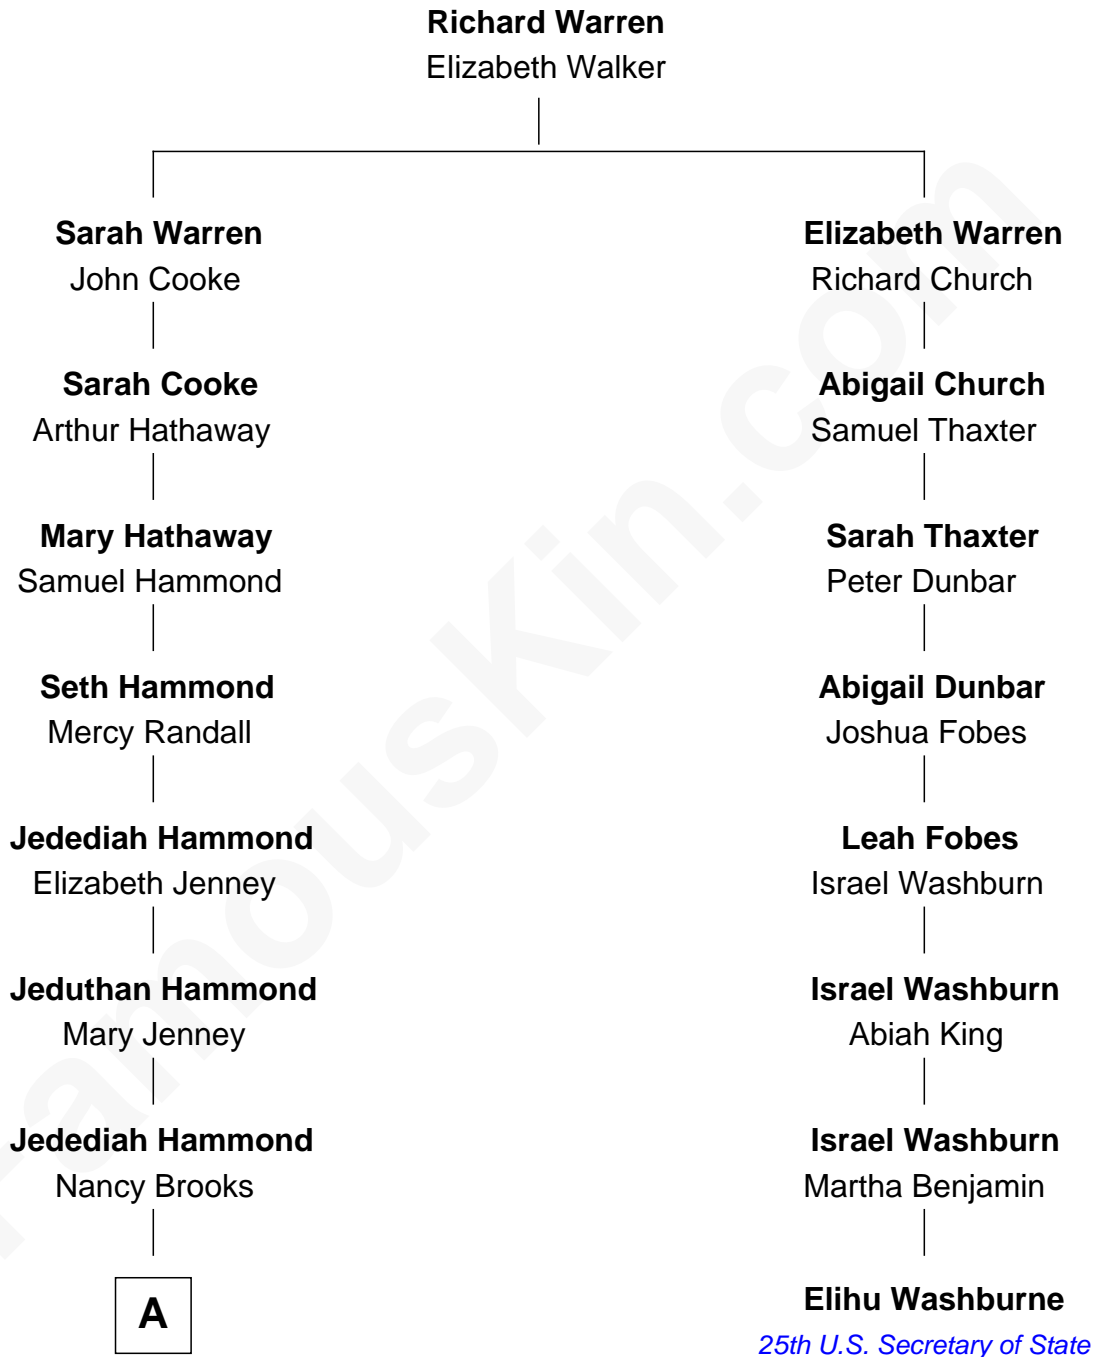 Richard Warren
Elizabeth Walker
Sarah Warren
John Cooke
Elizabeth Warren
Richard Church
Sarah Cooke
Arthur Hathaway
Abigail Church
Samuel Thaxter
Mary Hathaway
Samuel Hammond
Sarah Thaxter
Peter Dunbar
Seth Hammond
Mercy Randall
Abigail Dunbar
Joshua Fobes
Jedediah Hammond
Elizabeth Jenney
Leah Fobes
Israel Washburn
Jeduthan Hammond
Mary Jenney
Israel Washburn
Abiah King
Jedediah Hammond
Nancy Brooks
Israel Washburn
Martha Benjamin
A
Elihu Washburne
25th U.S. Secretary of State
FamousKin.com